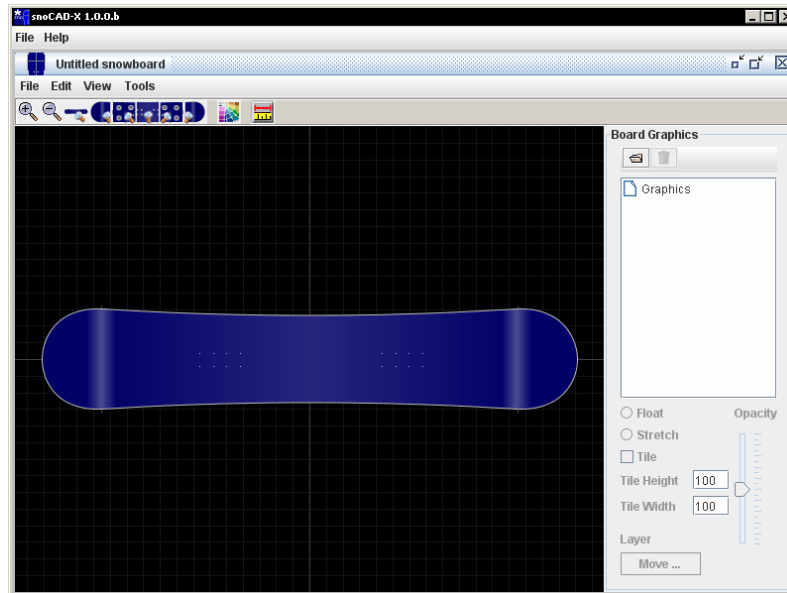 snoCAD-X 1.0.0.b
File Help
Untitled snowboard
File Edit View Tools
Board Graphics
Graphics
Float Opacity
Stretch
Tile
Tile Height 100
Tile Width 100
Layer
Move ...